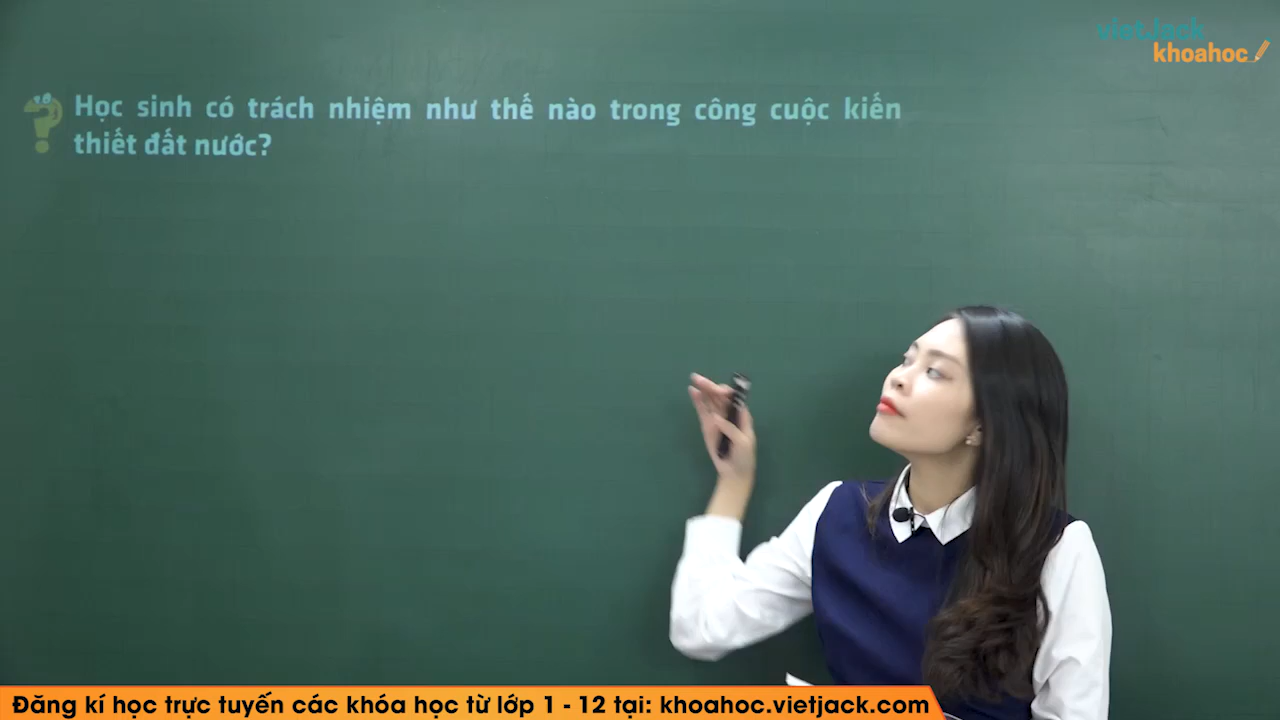 vietJack
khoahoc
Học sinh có trách nhiệm như thế nào trong công cuộc kiến
thiết đất nước?
Đăng kí học trực tuyến các khóa học từ lớp 1 - 12 tại: khoahoc.vietjack.com